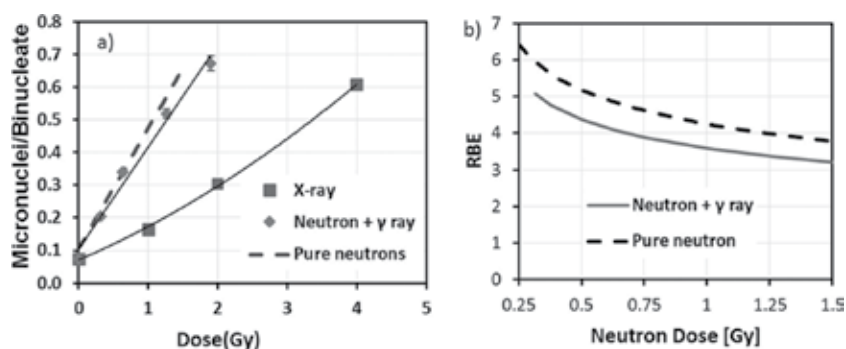 a)
Micronuclei/Binucleate
0.8
0.7
0.6
0.5
0.4
0.3
0.2
0.1
0.0
0 1 2 3 4 5
Dose(Gy)
X-ray
Neutron + γ ray
Pure neutrons
b)
RBE
7
6
5
4
3
2
1
0
0.25 0.5 0.75 1 1.25 1.5
Neutron Dose [Gy]
Neutron + γ ray
Pure neutron